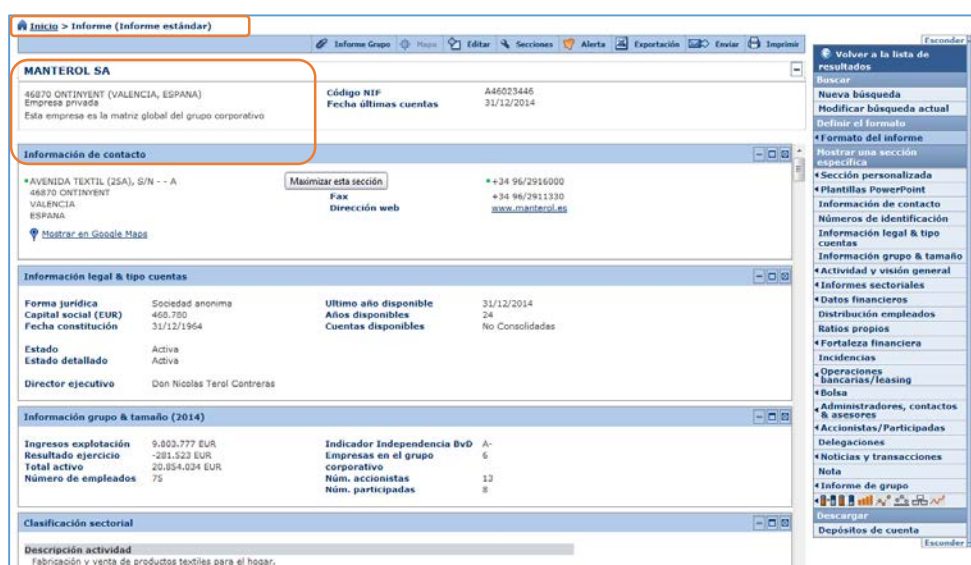 Inicio > Informe (Informe estándar)
Informe Grupo Mapa Editar Secciones Alerta Exportación Enviar Imprimir
MANTEROL SA
46870 ONTINYENT (VALENCIA, ESPANA)
Empresa privada
Esta empresa es la matriz global del grupo corporativo
Código NIF A46023446
Fecha últimas cuentas 31/12/2014
Información de contacto
AVENIDA TEXTIL (2SA), S/N - - A
46870 ONTINYENT
VALENCIA
ESPANA
Mostrar en Google Maps
Maximizar esta sección +34 96/2916000
Fax +34 96/2911330
Dirección web www.manterol.es
Información legal & tipo cuentas
Forma jurídica Sociedad anonima
Capital social (EUR) 468.780
Fecha constitución 31/12/1964
Estado Activa
Estado detallado Activa
Director ejecutivo Don Nicolas Terol Contreras
Ultimo año disponible 31/12/2014
Años disponibles 24
Cuentas disponibles No Consolidadas
Información grupo & tamaño (2014)
Ingresos explotación 9.803.777 EUR
Resultado ejercicio -281.523 EUR
Total activo 20.854.034 EUR
Número de empleados 75
Indicador Independencia BvD A-
Empresas en el grupo 6
corporativo
Núm. accionistas 13
Núm. participadas 8
Clasificación sectorial
Descripción actividad
Fabricación y venta de productos textiles para el hogar.
Esconder
Volver a la lista de
resultados
Buscar
Nueva búsqueda
Modificar búsqueda actual
Definir el formato
Formato del informe
Mostrar una sección
específica
Sección personalizada
Plantillas PowerPoint
Información de contacto
Números de identificación
Información legal & tipo
cuentas
Información grupo & tamaño
Actividad y visión general
Informes sectoriales
Datos financieros
Distribución empleados
Ratios propios
Fortaleza financiera
Incidencias
Operaciones
bancarias/leasing
Bolsa
Administradores, contactos
& asesores
Accionistas/Participadas
Delegaciones
Noticias y transacciones
Nota
Informe de grupo
Descargar
Depósitos de cuenta
Esconder